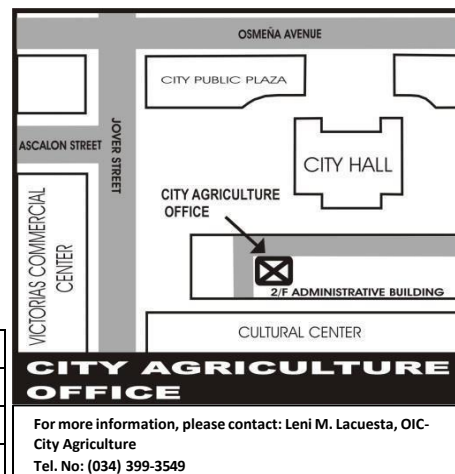 OSMEÑA AVENUE
CITY PUBLIC PLAZA
JOVER STREET
ASCALON STREET
CITY HALL
CITY AGRICULTURE
OFFICE
VICTORIAS COMMERCIAL
CENTER
2/F ADMINISTRATIVE BUILDING
CULTURAL CENTER
CITY AGRICULTURE
OFFICE
For more information, please contact: Leni M. Lacuesta, OIC-
City Agriculture
Tel. No: (034) 399-3549